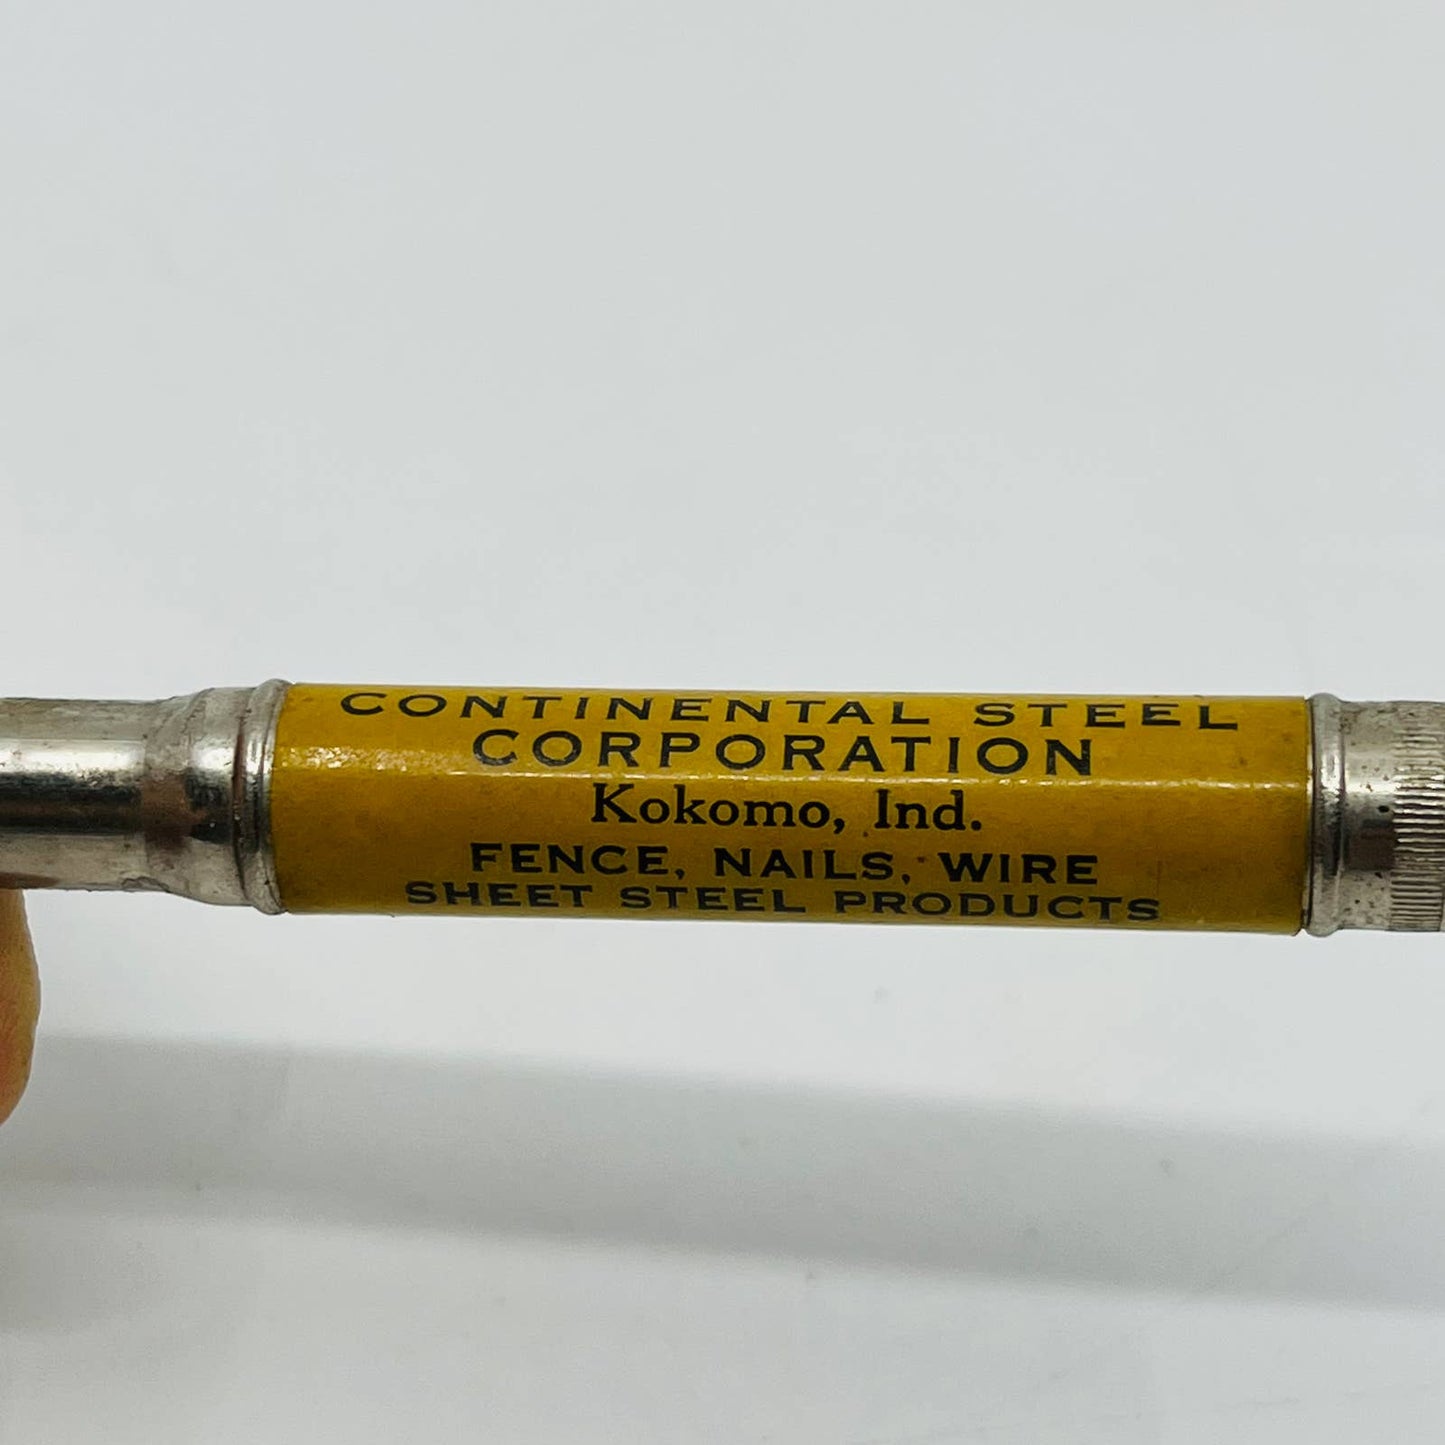 CONTINENTAL STEEL
CORPORATION
Kokomo, Ind.
FENCE, NAILS, WIRE
SHEET STEEL PRODUCTS